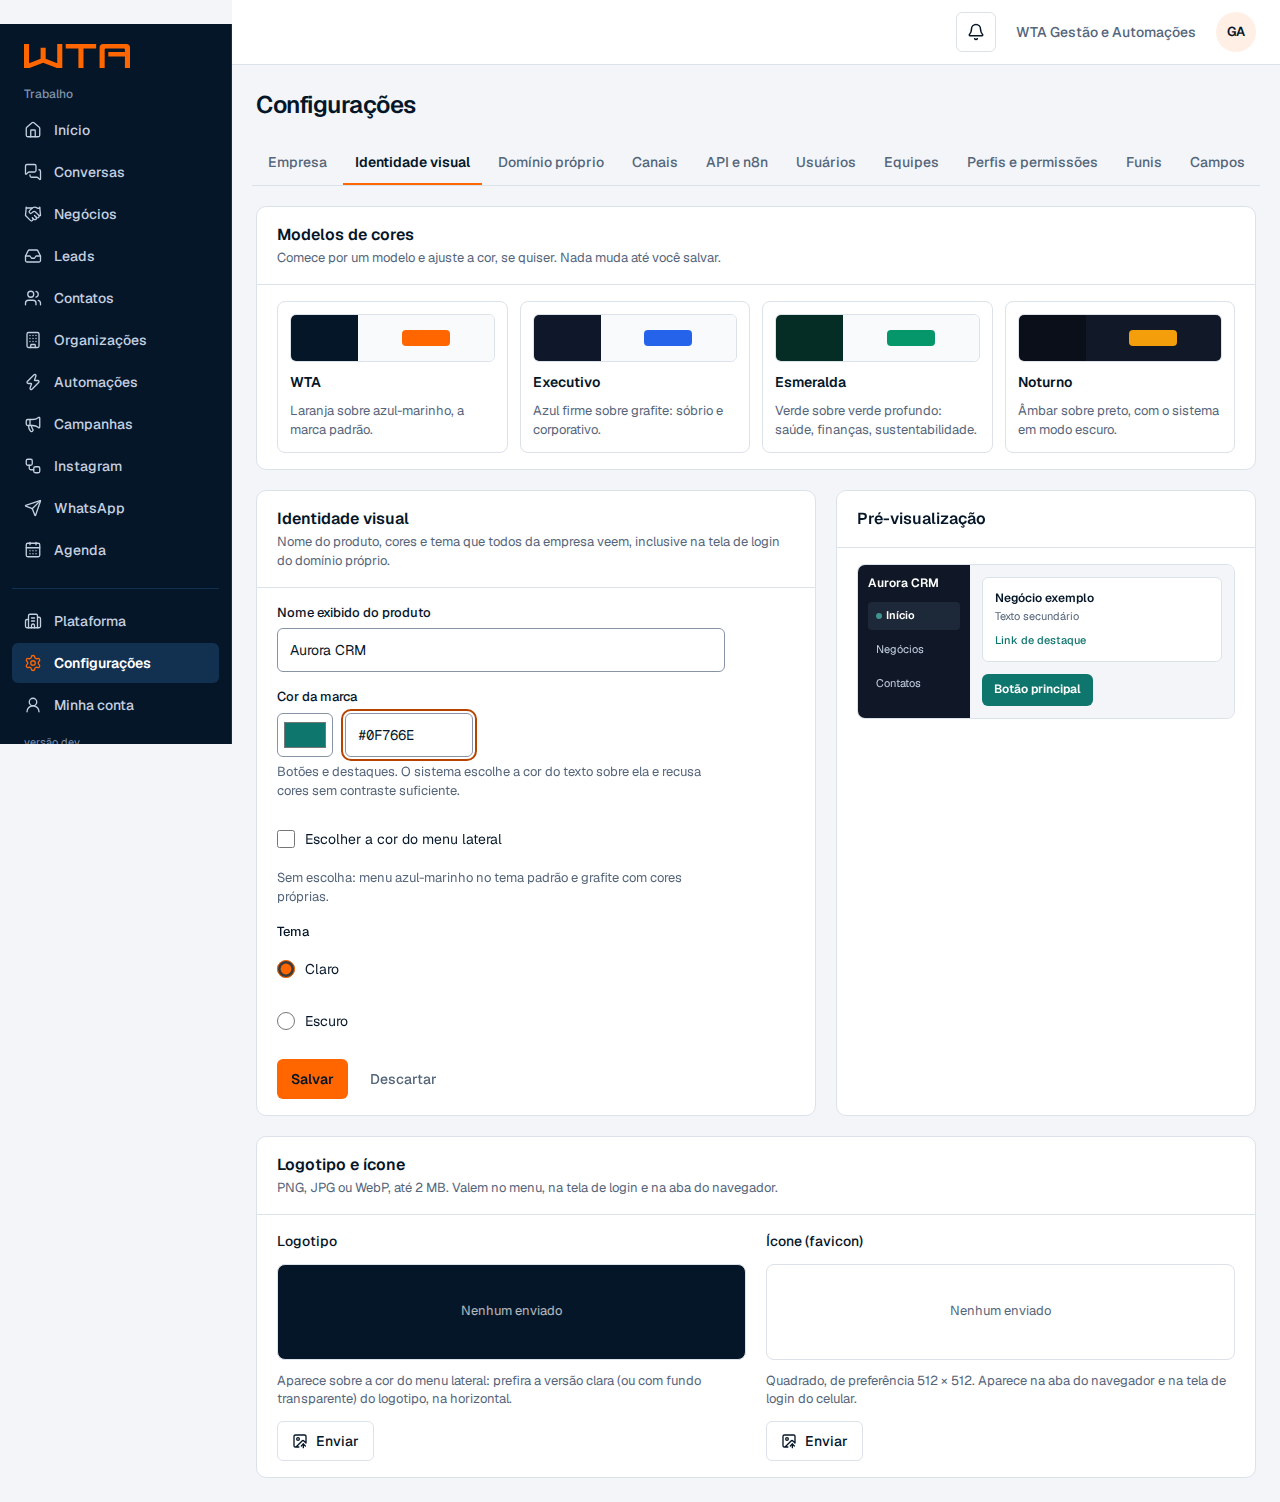 WTA
Trabalho
Início
Conversas
Negócios
Leads
Contatos
Organizações
Automações
Campanhas
Instagram
WhatsApp
Agenda
Plataforma
Configurações
Minha conta
versão dev
WTA Gestão e Automações
GA
Configurações
Empresa
Identidade visual
Domínio próprio
Canais
API e n8n
Usuários
Equipes
Perfis e permissões
Funis
Campos
Modelos de cores
Comece por um modelo e ajuste a cor, se quiser. Nada muda até você salvar.
WTA
Laranja sobre azul-marinho, a
marca padrão.
Executivo
Azul firme sobre grafite: sóbrio e
corporativo.
Esmeralda
Verde sobre verde profundo:
saúde, finanças, sustentabilidade.
Noturno
Âmbar sobre preto, com o sistema
em modo escuro.
Identidade visual
Nome do produto, cores e tema que todos da empresa veem, inclusive na tela de login
do domínio próprio.
Nome exibido do produto
Aurora CRM
Cor da marca
#0F766E
Botões e destaques. O sistema escolhe a cor do texto sobre ela e recusa
cores sem contraste suficiente.
Escolher a cor do menu lateral
Sem escolha: menu azul-marinho no tema padrão e grafite com cores
próprias.
Tema
Claro
Escuro
Salvar
Descartar
Pré-visualização
Aurora CRM
Início
Negócios
Contatos
Negócio exemplo
Texto secundário
Link de destaque
Botão principal
Logotipo e ícone
PNG, JPG ou WebP, até 2 MB. Valem no menu, na tela de login e na aba do navegador.
Logotipo
Nenhum enviado
Aparece sobre a cor do menu lateral: prefira a versão clara (ou com fundo
transparente) do logotipo, na horizontal.
Enviar
Ícone (favicon)
Nenhum enviado
Quadrado, de preferência 512 × 512. Aparece na aba do navegador e na tela de
login do celular.
Enviar